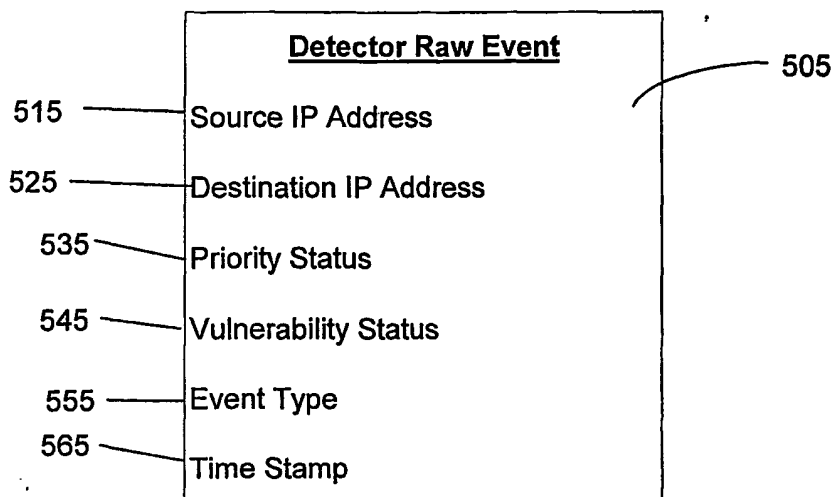 Detector Raw Event
505
515 Source IP Address
525 Destination IP Address
535 Priority Status
545 Vulnerability Status
555 Event Type
565 Time Stamp